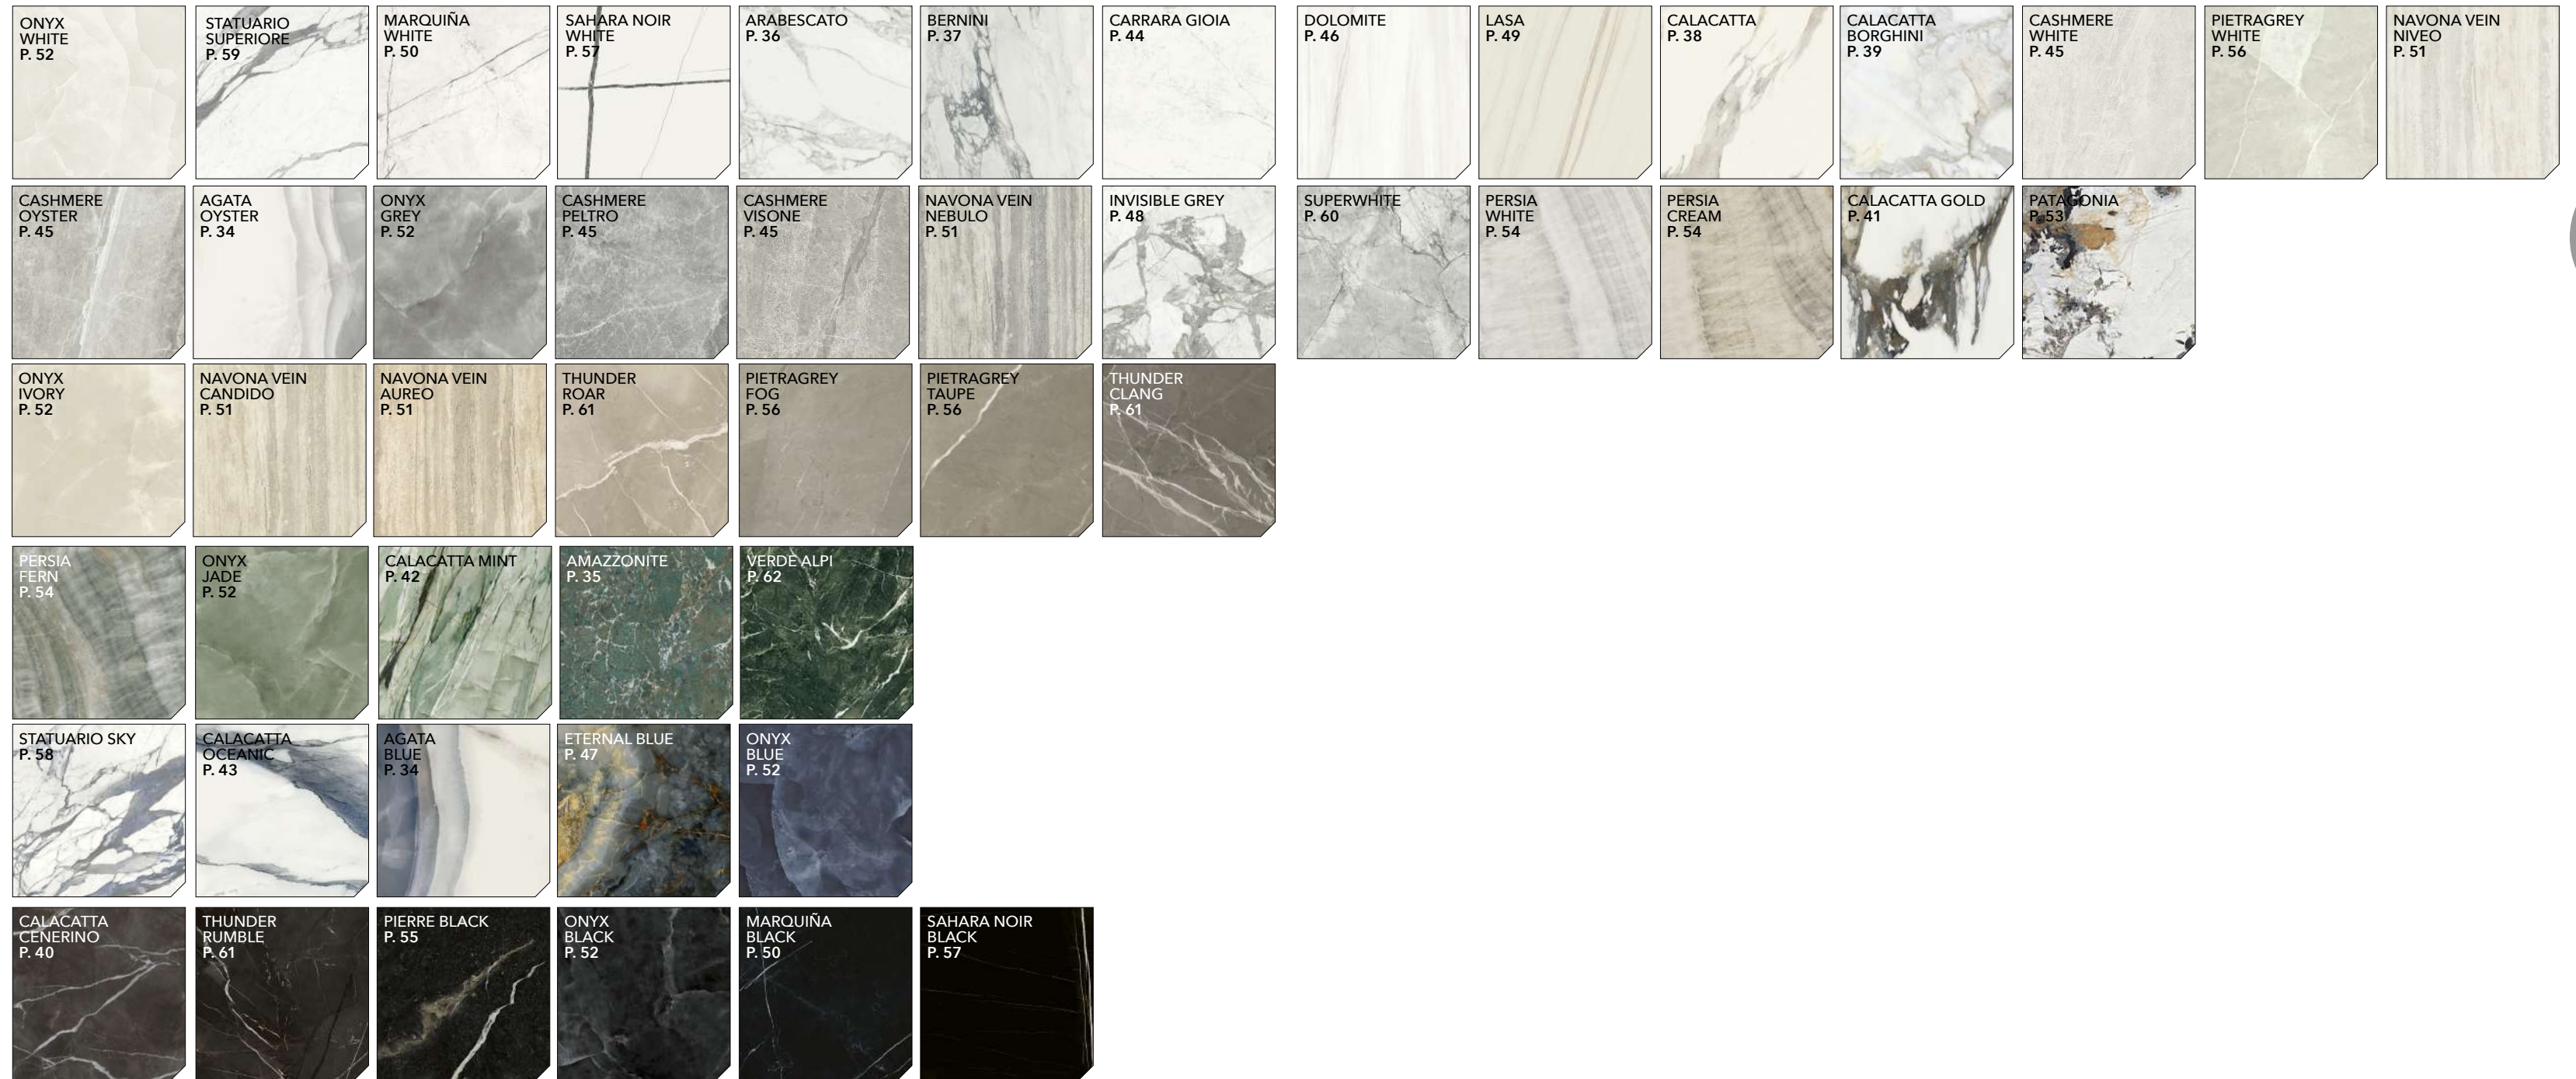 ONYX
WHITE
P. 52
STATUARIO
SUPERIORE
P. 59
MARQUIÑA
WHITE
P. 50
SAHARA NOIR
WHITE
P. 57
ARABESCATO
P. 36
BERNINI
P. 37
CARRARA GIOIA
P. 44
DOLOMITE
P. 46
LASA
P. 49
CALACATTA
P. 38
CALACATTA
BORGHINI
P. 39
CASHMERE
WHITE
P. 45
PIETRAGREY
WHITE
P. 56
NAVONA VEIN
NIVEO
P. 51
CASHMERE
OYSTER
P. 45
AGATA
OYSTER
P. 34
ONYX
GREY
P. 52
CASHMERE
PELTRO
P. 45
CASHMERE
VISONE
P. 45
NAVONA VEIN
NEBULO
P. 51
INVISIBLE GREY
P. 48
SUPERWHITE
P. 60
PERSIA
WHITE
P. 54
PERSIA
CREAM
P. 54
CALACATTA GOLD
P. 41
PATAGONIA
P. 53
ONYX
IVORY
P. 52
NAVONA VEIN
CANDIDO
P. 51
NAVONA VEIN
AUREO
P. 51
THUNDER
ROAR
P. 61
PIETRAGREY
FOG
P. 56
PIETRAGREY
TAUPE
P. 56
THUNDER
CLANG
P. 61
PERSIA
FERN
P. 54
ONYX
JADE
P. 52
CALACATTA MINT
P. 42
AMAZZONITE
P. 35
VERDE ALPI
P. 62
STATUARIO SKY
P. 58
CALACATTA
OCEANIC
P. 43
AGATA
BLUE
P. 34
ETERNAL BLUE
P. 47
ONYX
BLUE
P. 52
CALACATTA
CENERINO
P. 40
THUNDER
RUMBLE
P. 61
PIERRE BLACK
P. 55
ONYX
BLACK
P. 52
MARQUIÑA
BLACK
P. 50
SAHARA NOIR
BLACK
P. 57